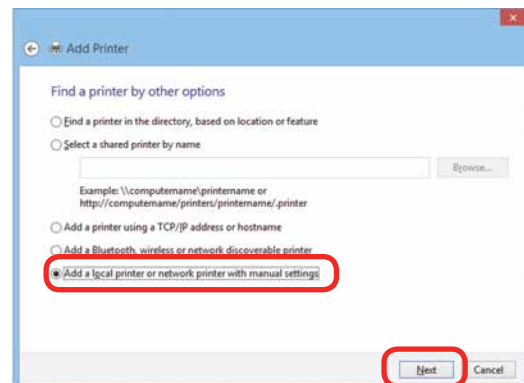 Add Printer
Find a printer by other options
Find a printer in the directory, based on location or feature
Select a shared printer by name
Browse...
Example: \\computername\printername or
http://computername/printers/printername/.printer
Add a printer using a TCP/IP address or hostname
Add a Bluetooth, wireless or network discoverable printer
Add a local printer or network printer with manual settings
Next Cancel